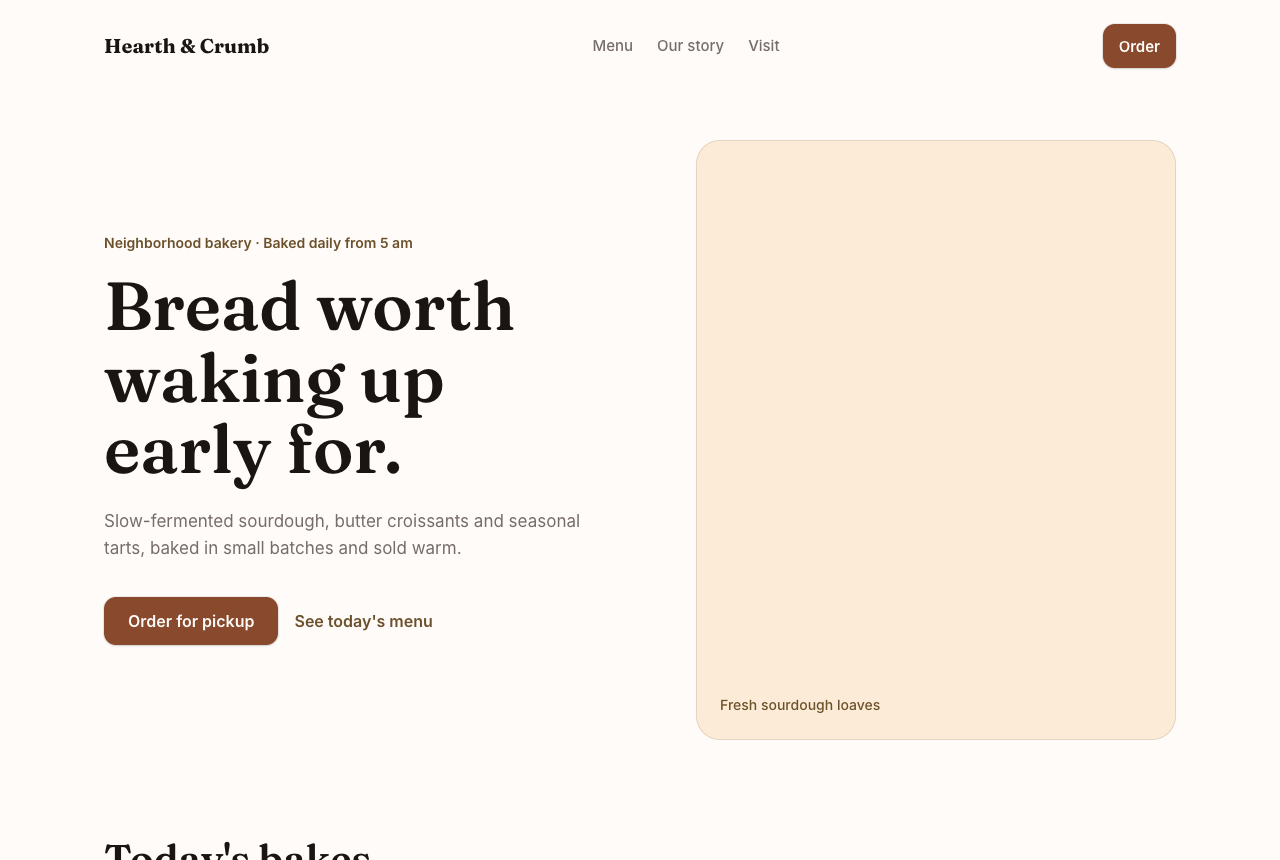 Hearth & Crumb
Menu
Our story
Visit
Order
Neighborhood bakery · Baked daily from 5 am
Bread worth
waking up
early for.
Slow-fermented sourdough, butter croissants and seasonal
tarts, baked in small batches and sold warm.
Order for pickup
See today's menu
Fresh sourdough loaves
Today's bakes